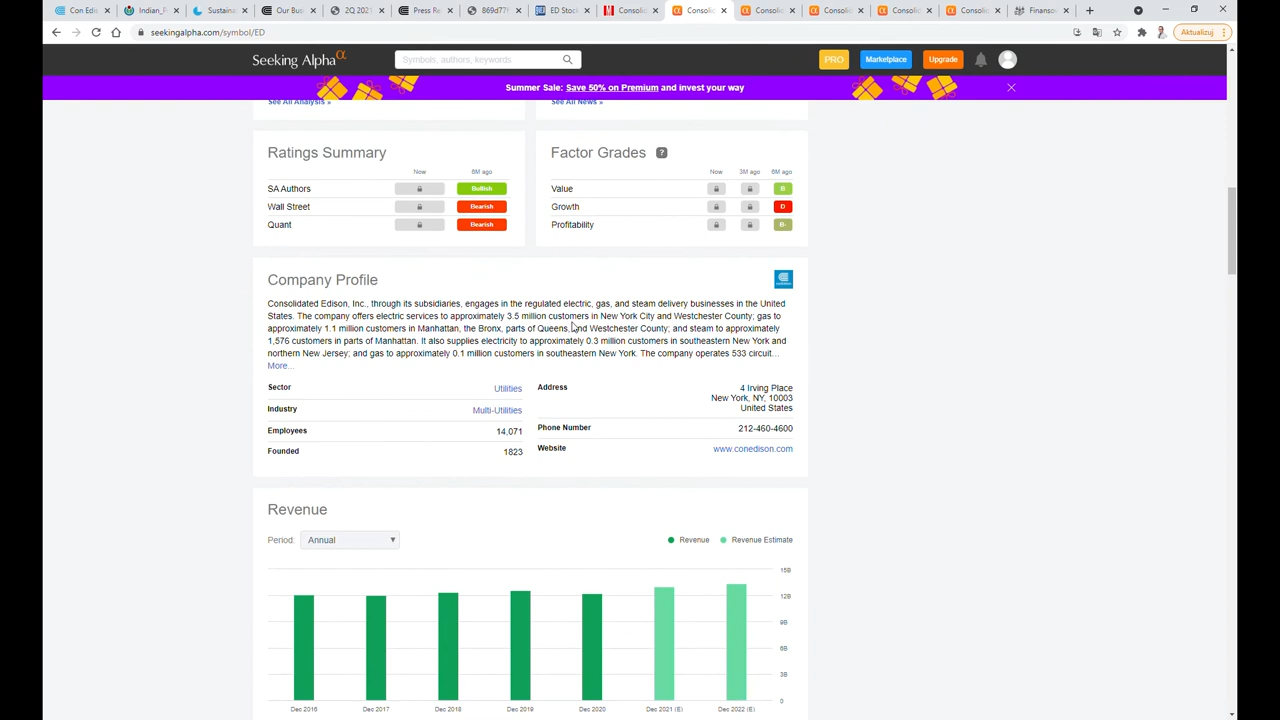 Con Edi
Indian_P
Sustaina
Our Bus
2Q 2021
Press Re
869d77f
ED Stoc
Consolid
Consolid
Consolid
Consolid
Consolid
Consolid
Finansov
seekingalpha.com/symbol/ED
Aktualizuj
Seeking Alpha α
Symbols, authors, keywords
PRO
Marketplace
Upgrade
Summer Sale: Save 50% on Premium and invest your way
See All Analysis »
See All News »
Ratings Summary
Now
6M ago
SA Authors
Bullish
Wall Street
Bearish
Quant
Bearish
Factor Grades ?
Now
3M ago
6M ago
Value
B
Growth
D
Profitability
B-
Company Profile
Consolidated Edison, Inc., through its subsidiaries, engages in the regulated electric, gas, and steam delivery businesses in the United
States. The company offers electric services to approximately 3.5 million customers in New York City and Westchester County; gas to
approximately 1.1 million customers in Manhattan, the Bronx, parts of Queens, and Westchester County; and steam to approximately
1,576 customers in parts of Manhattan. It also supplies electricity to approximately 0.3 million customers in southeastern New York and
northern New Jersey; and gas to approximately 0.1 million customers in southeastern New York. The company operates 533 circuit...
More...
Sector
Utilities
Industry
Multi-Utilities
Employees
14,071
Founded
1823
Address
4 Irving Place
New York, NY, 10003
United States
Phone Number
212-460-4600
Website
www.conedison.com
Revenue
Period:
Annual
Revenue
Revenue Estimate
15B
12B
9B
6B
3B
0
Dec 2016
Dec 2017
Dec 2018
Dec 2019
Dec 2020
Dec 2021 (E)
Dec 2022 (E)